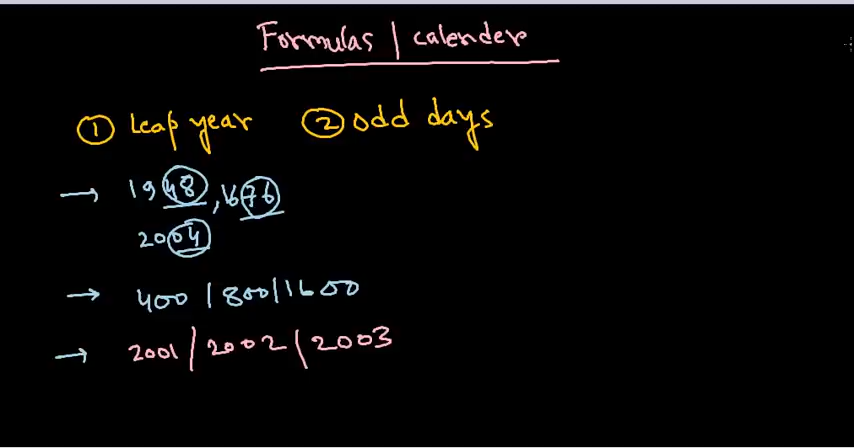 Formulas | calender
① Leap year ② odd days
→ 1948, 1676
2004
→ 400 / 800 / 1600
→ 2001 / 2002 / 2003